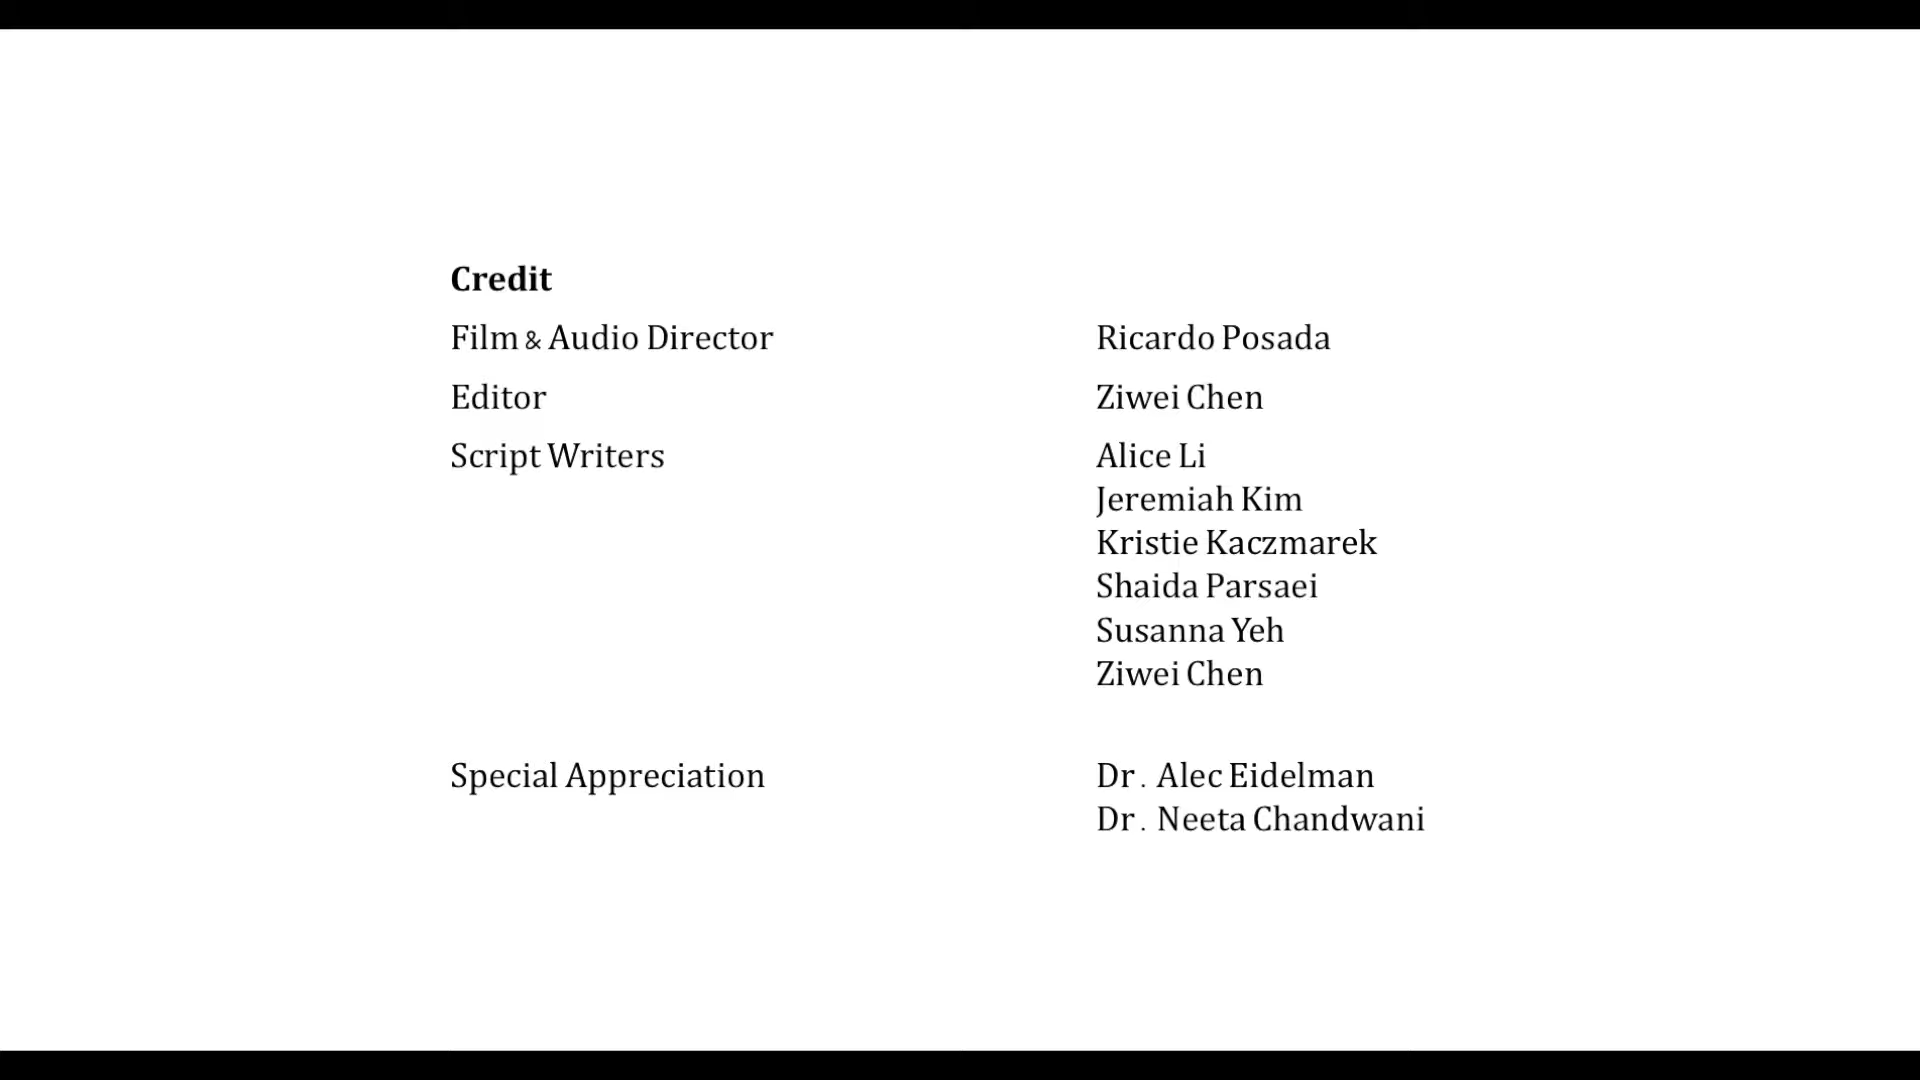 Credit
Film & Audio Director Ricardo Posada
Editor Ziwei Chen
Script Writers Alice Li
Jeremiah Kim
Kristie Kaczmarek
Shaida Parsaei
Susanna Yeh
Ziwei Chen
Special Appreciation Dr. Alec Eidelman
Dr. Neeta Chandwani